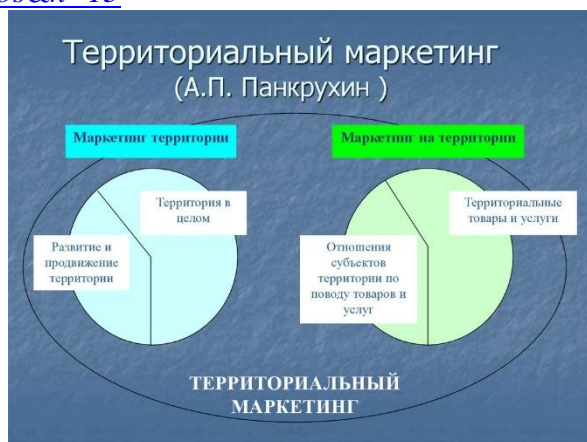 Территориальный маркетинг
(А.П. Панкрухин )
Маркетинг территории
Маркетинг на территории
Территория в
целом
Развитие и
продвижение
территории
Территориальные
товары и услуги
Отношения
субъектов
территории по
поводу товаров и
услуг
ТЕРРИТОРИАЛЬНЫЙ
МАРКЕТИНГ